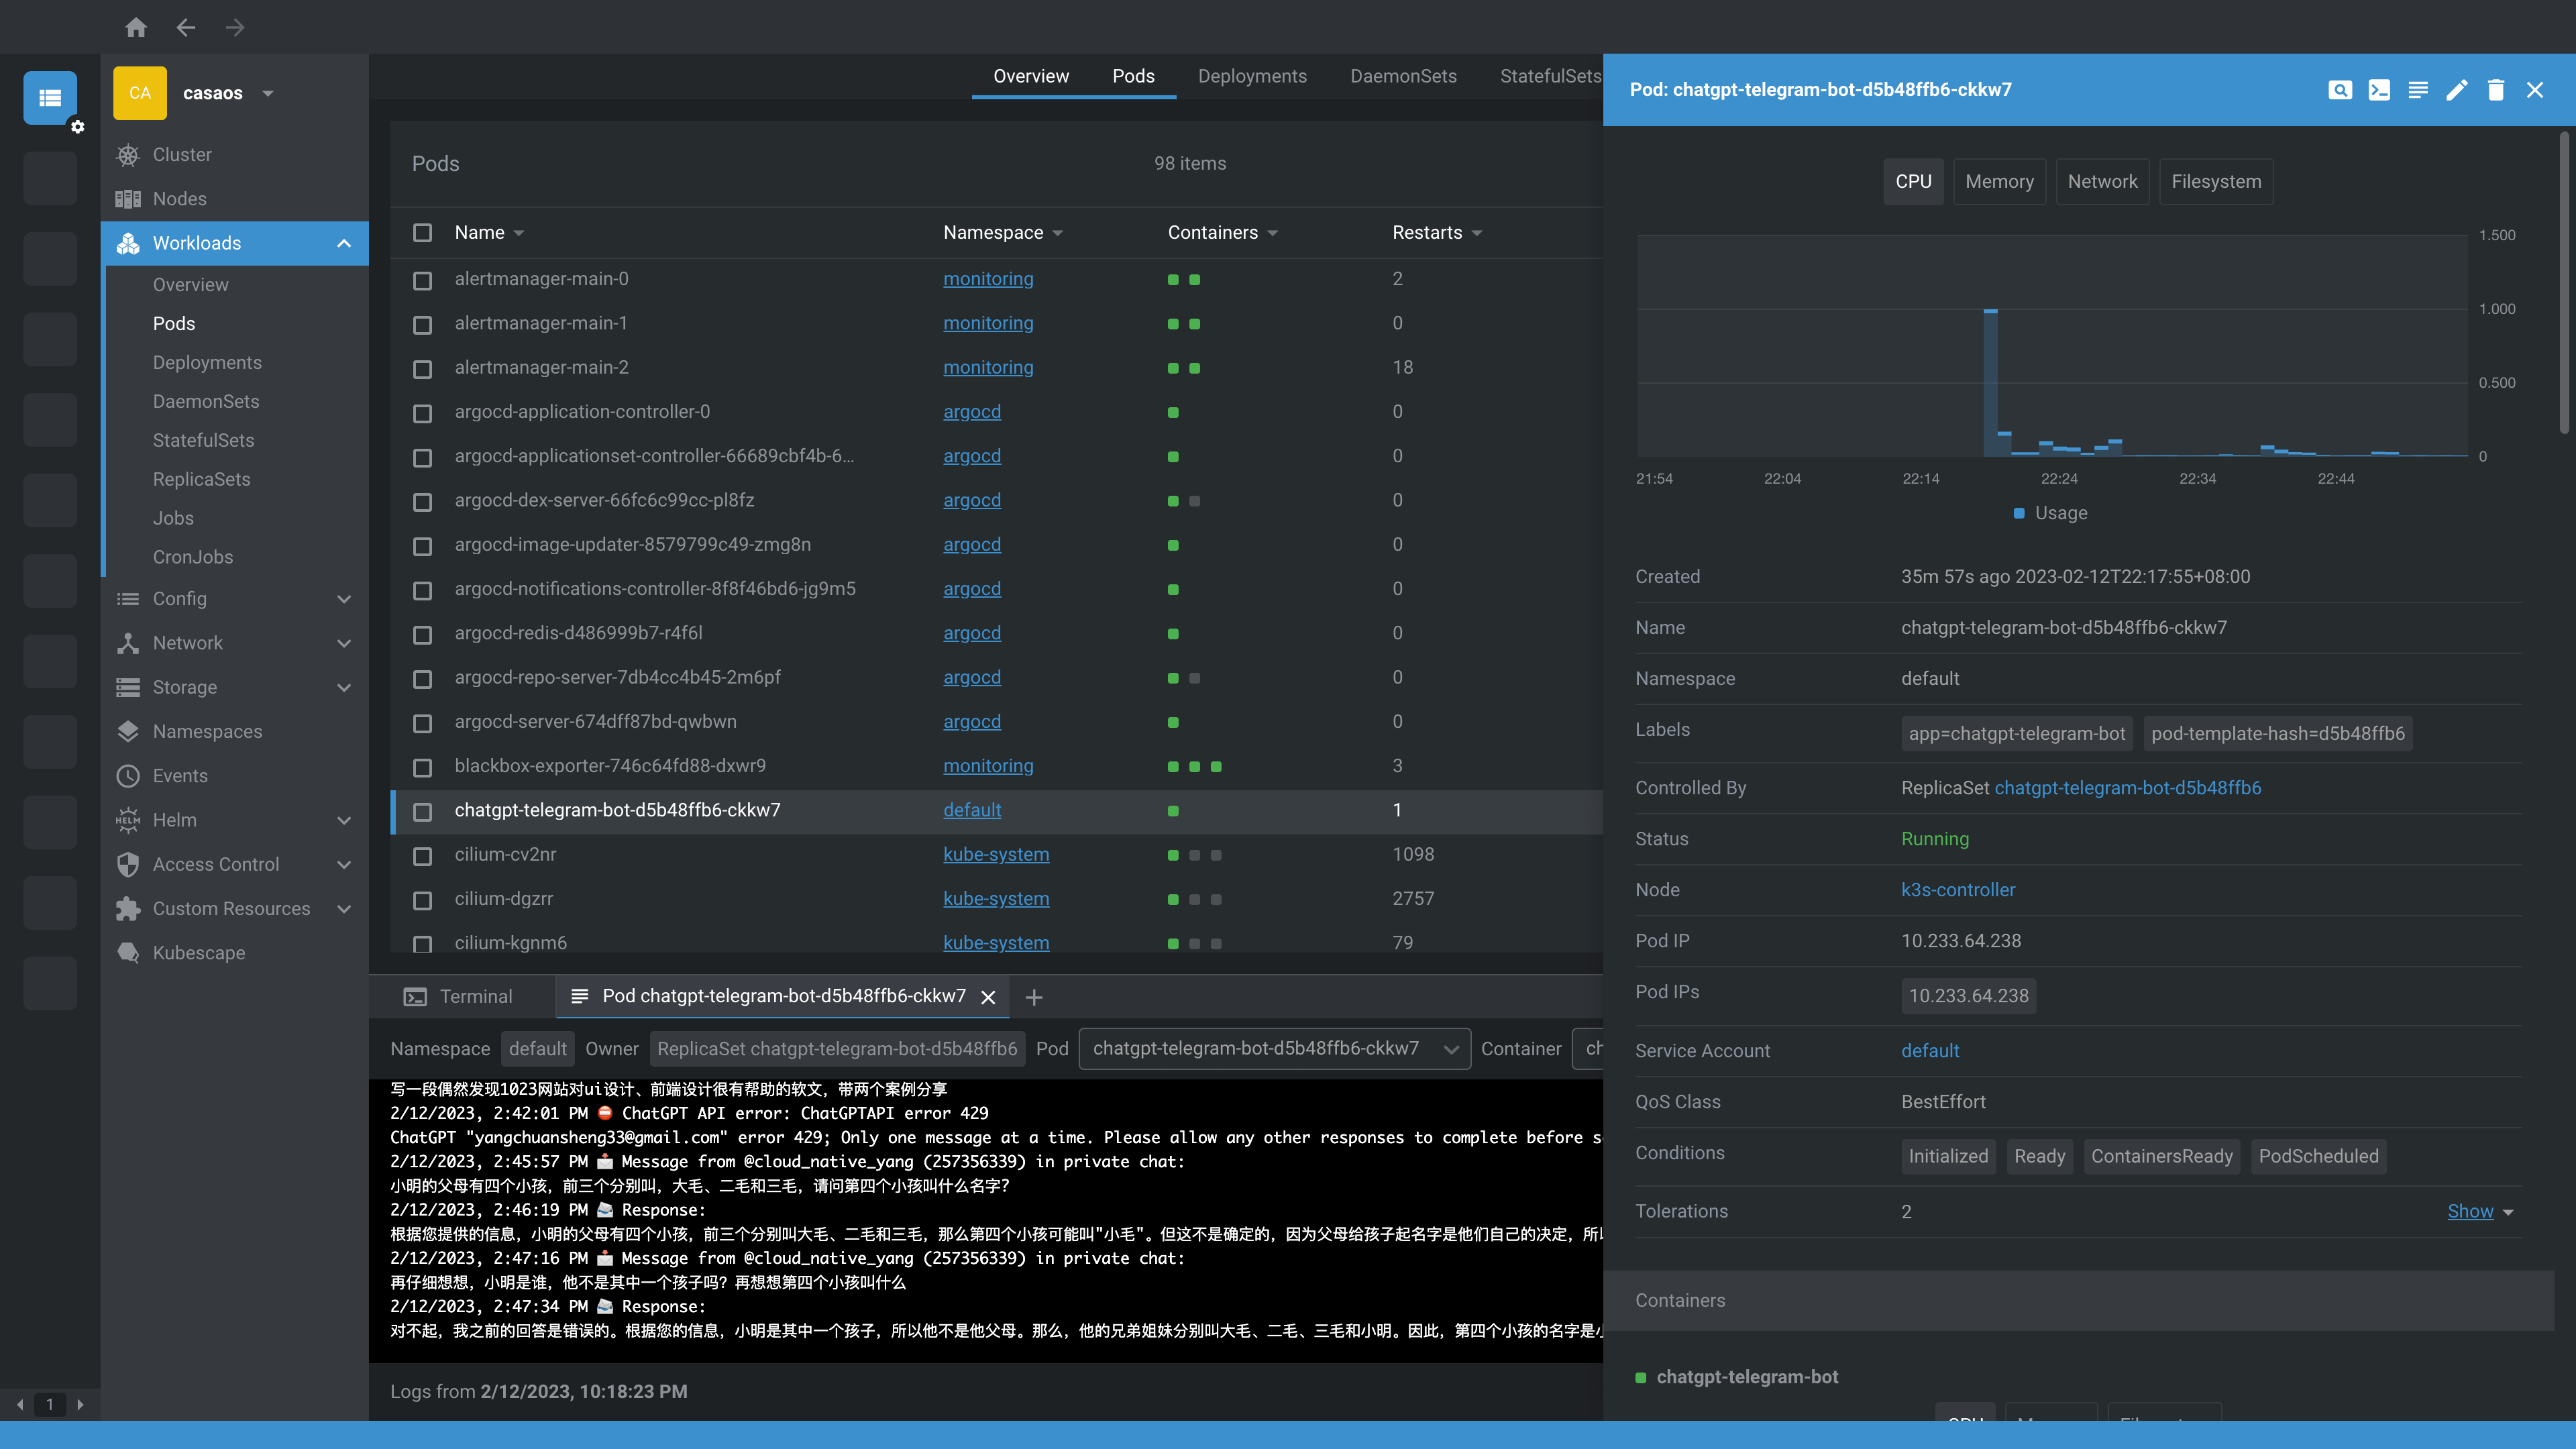 CA
casaos
Cluster
Nodes
Workloads
Overview
Pods
Deployments
DaemonSets
StatefulSets
ReplicaSets
Jobs
CronJobs
Config
Network
Storage
Namespaces
Events
HELM Helm
Access Control
Custom Resources
Kubescape
1
Overview Pods Deployments DaemonSets StatefulSets
Pods 98 items
Name Namespace Containers Restarts
alertmanager-main-0 monitoring 2
alertmanager-main-1 monitoring 0
alertmanager-main-2 monitoring 18
argocd-application-controller-0 argocd 0
argocd-applicationset-controller-66689cbf4b-6... argocd 0
argocd-dex-server-66fc6c99cc-pl8fz argocd 0
argocd-image-updater-8579799c49-zmg8n argocd 0
argocd-notifications-controller-8f8f46bd6-jg9m5 argocd 0
argocd-redis-d486999b7-r4f6l argocd 0
argocd-repo-server-7db4cc4b45-2m6pf argocd 0
argocd-server-674dff87bd-qwbwn argocd 0
blackbox-exporter-746c64fd88-dxwr9 monitoring 3
chatgpt-telegram-bot-d5b48ffb6-ckkw7 default 1
cilium-cv2nr kube-system 1098
cilium-dgzrr kube-system 2757
cilium-kgnm6 kube-system 79
Terminal Pod chatgpt-telegram-bot-d5b48ffb6-ckkw7
Namespace default Owner ReplicaSet chatgpt-telegram-bot-d5b48ffb6 Pod chatgpt-telegram-bot-d5b48ffb6-ckkw7 Container
写一段偶然发现1023网站对ui设计、前端设计很有帮助的软文，带两个案例分享
2/12/2023, 2:42:01 PM ⛔ ChatGPT API error: ChatGPTAPI error 429
ChatGPT "yangchuansheng33@gmail.com" error 429; Only one message at a time. Please allow any other responses to complete before
2/12/2023, 2:45:57 PM 📩 Message from @cloud_native_yang (257356339) in private chat:
小明的父母有四个小孩，前三个分别叫，大毛、二毛和三毛，请问第四个小孩叫什么名字？
2/12/2023, 2:46:19 PM 📨 Response:
根据您提供的信息，小明的父母有四个小孩，前三个分别叫大毛、二毛和三毛，那么第四个小孩可能叫"小毛"。但这不是确定的，因为父母给孩子起名字是他们自己的决定，
2/12/2023, 2:47:16 PM 📩 Message from @cloud_native_yang (257356339) in private chat:
再仔细想想，小明是谁，他不是其中一个孩子吗？再想想第四个小孩叫什么
2/12/2023, 2:47:34 PM 📨 Response:
对不起，我之前的回答是错误的。根据您的信息，小明是其中一个孩子，所以他不是他父母。那么，他的兄弟姐妹分别叫大毛、二毛、三毛和小明。因此，第四个小孩的名字是
Logs from 2/12/2023, 10:18:23 PM
Pod: chatgpt-telegram-bot-d5b48ffb6-ckkw7
CPU Memory Network Filesystem
1.500
1.000
0.500
0
21:54 22:04 22:14 22:24 22:34 22:44
Usage
Created 35m 57s ago 2023-02-12T22:17:55+08:00
Name chatgpt-telegram-bot-d5b48ffb6-ckkw7
Namespace default
Labels app=chatgpt-telegram-bot pod-template-hash=d5b48ffb6
Controlled By ReplicaSet chatgpt-telegram-bot-d5b48ffb6
Status Running
Node k3s-controller
Pod IP 10.233.64.238
Pod IPs 10.233.64.238
Service Account default
QoS Class BestEffort
Conditions Initialized Ready ContainersReady PodScheduled
Tolerations 2 Show
Containers
chatgpt-telegram-bot